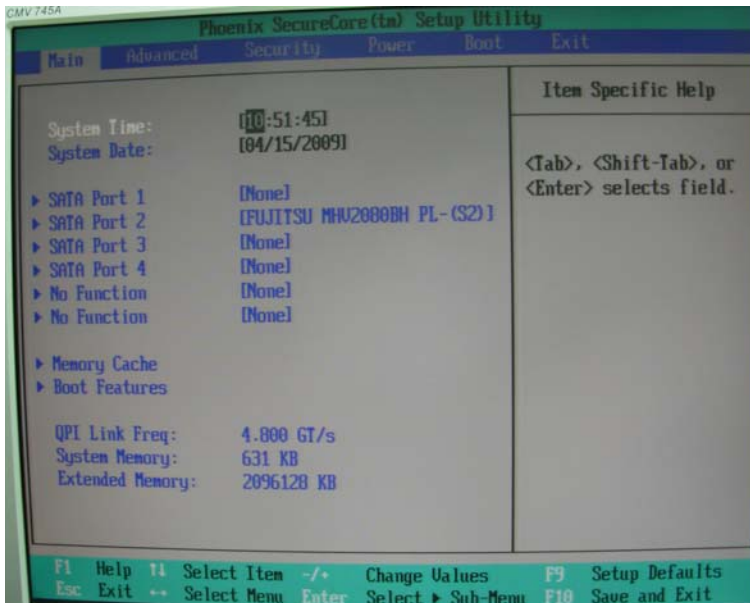 CMV 745A
Phoenix SecureCore(tm) Setup Utility
Main Advanced Security Power Boot Exit
Item Specific Help
System Time: [10:51:45]
System Date: [04/15/2009]
<Tab>, <Shift-Tab>, or
<Enter> selects field.
▶ SATA Port 1 [None]
▶ SATA Port 2 [FUJITSU MHV2080BH PL-(S2)]
▶ SATA Port 3 [None]
▶ SATA Port 4 [None]
▶ No Function [None]
▶ No Function [None]
▶ Memory Cache
▶ Boot Features
QPI Link Freq: 4.800 GT/s
System Memory: 631 KB
Extended Memory: 2096128 KB
F1 Help ↑↓ Select Item -/+ Change Values F9 Setup Defaults
Esc Exit ↔ Select Menu Enter Select ▶ Sub-Menu F10 Save and Exit